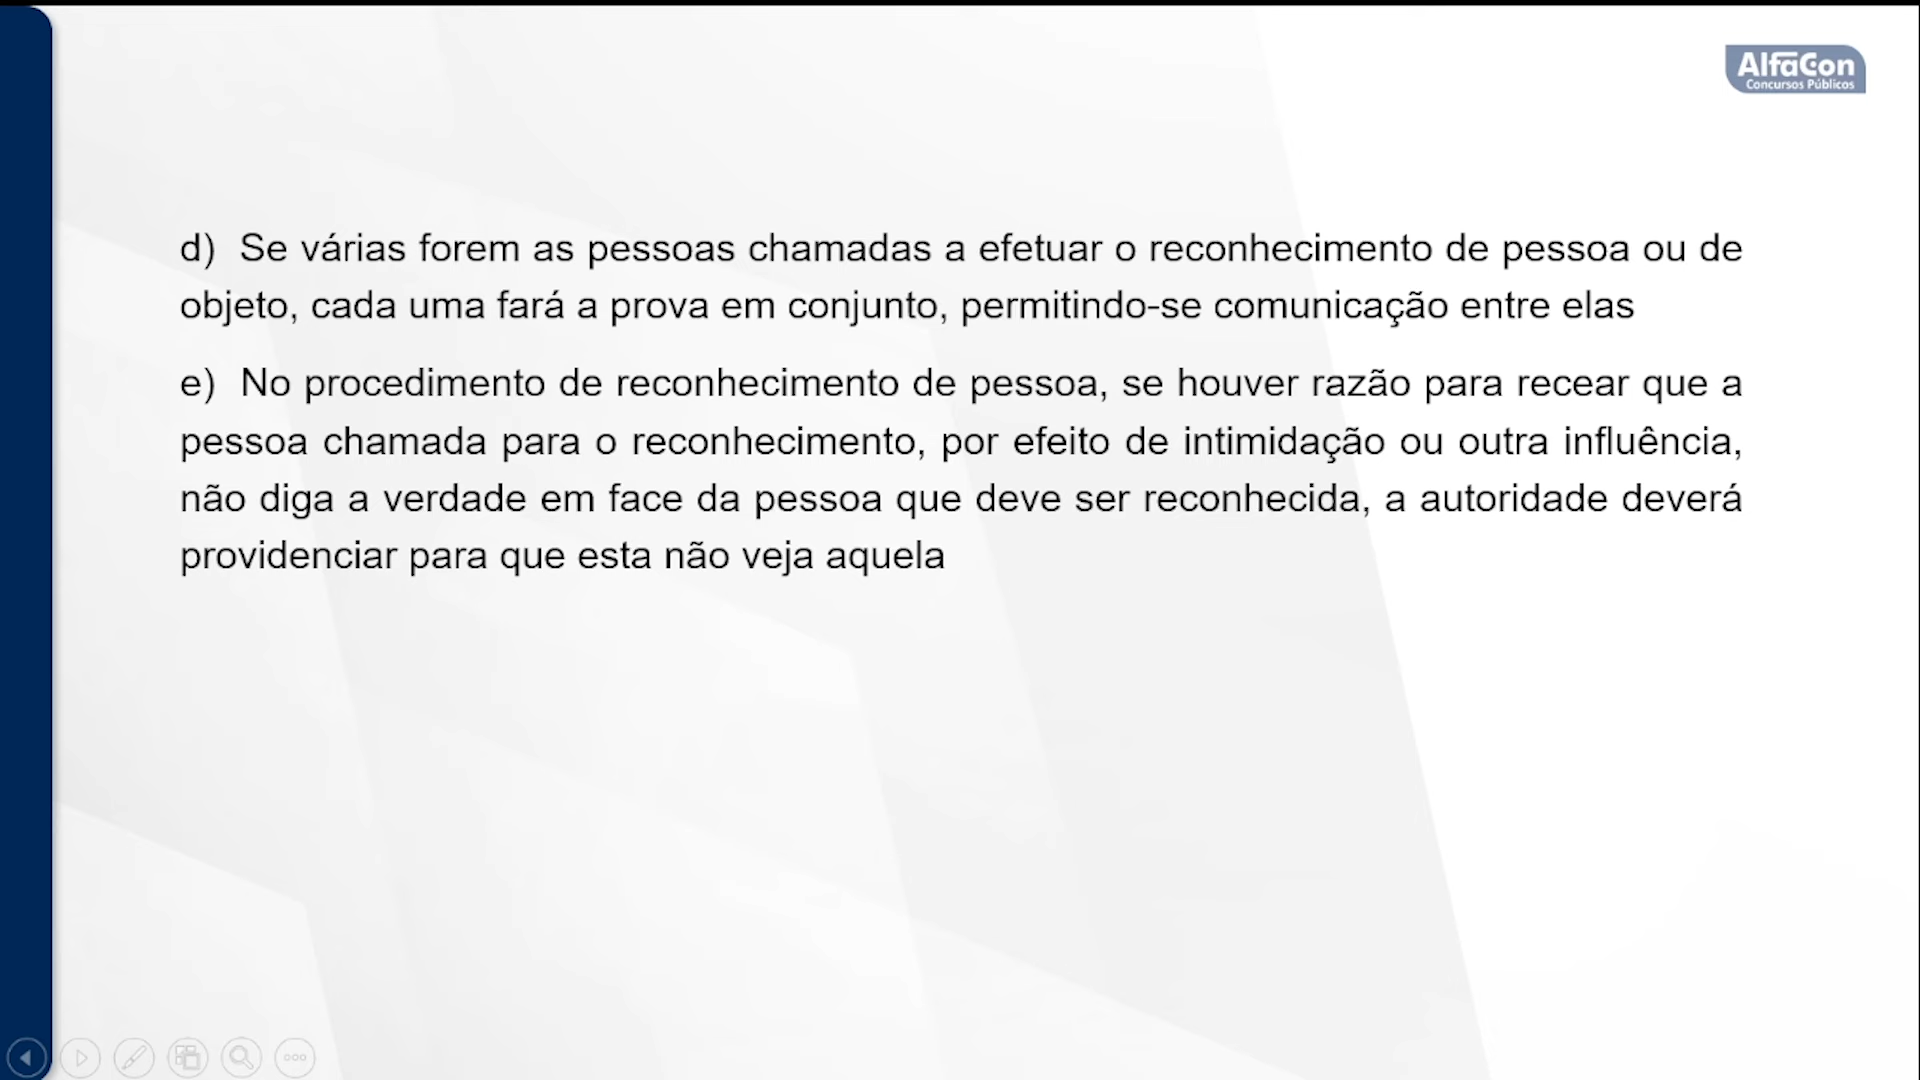 AlfaCon
Concursos Públicos
d) Se várias forem as pessoas chamadas a efetuar o reconhecimento de pessoa ou de
objeto, cada uma fará a prova em conjunto, permitindo-se comunicação entre elas
e) No procedimento de reconhecimento de pessoa, se houver razão para recear que a
pessoa chamada para o reconhecimento, por efeito de intimidação ou outra influência,
não diga a verdade em face da pessoa que deve ser reconhecida, a autoridade deverá
providenciar para que esta não veja aquela